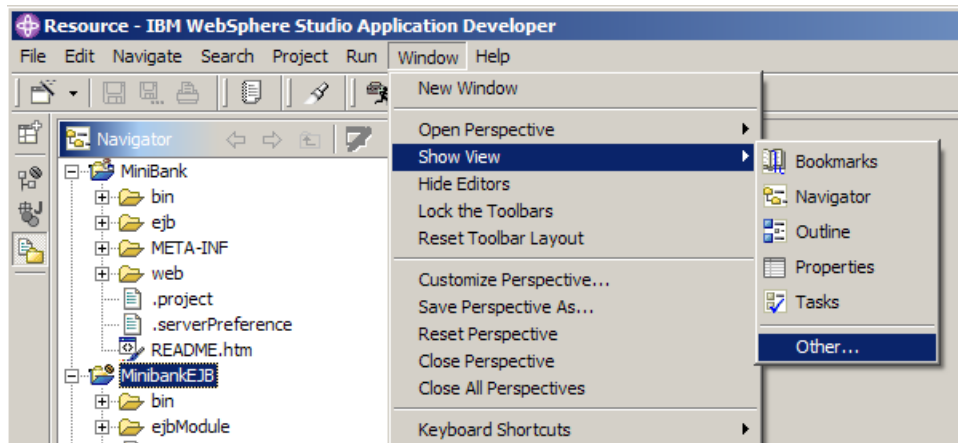 Resource - IBM WebSphere Studio Application Developer
File Edit Navigate Search Project Run Window Help
Navigator
MiniBank
bin
ejb
META-INF
web
.project
.serverPreference
README.htm
MinibankEJB
bin
ejbModule
New Window
Open Perspective
Show View
Hide Editors
Lock the Toolbars
Reset Toolbar Layout
Customize Perspective...
Save Perspective As...
Reset Perspective
Close Perspective
Close All Perspectives
Keyboard Shortcuts
Bookmarks
Navigator
Outline
Properties
Tasks
Other...